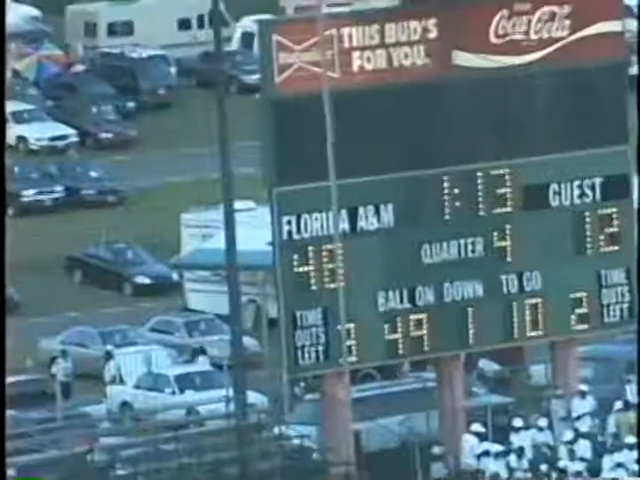 THIS BUD'S
FOR YOU.
Coca-Cola
1:13
FLORIDA A&M
GUEST
48
QUARTER 4
12
BALL ON DOWN TO GO
TIME
OUTS
LEFT
3
49
1
10
2
TIME
OUTS
LEFT